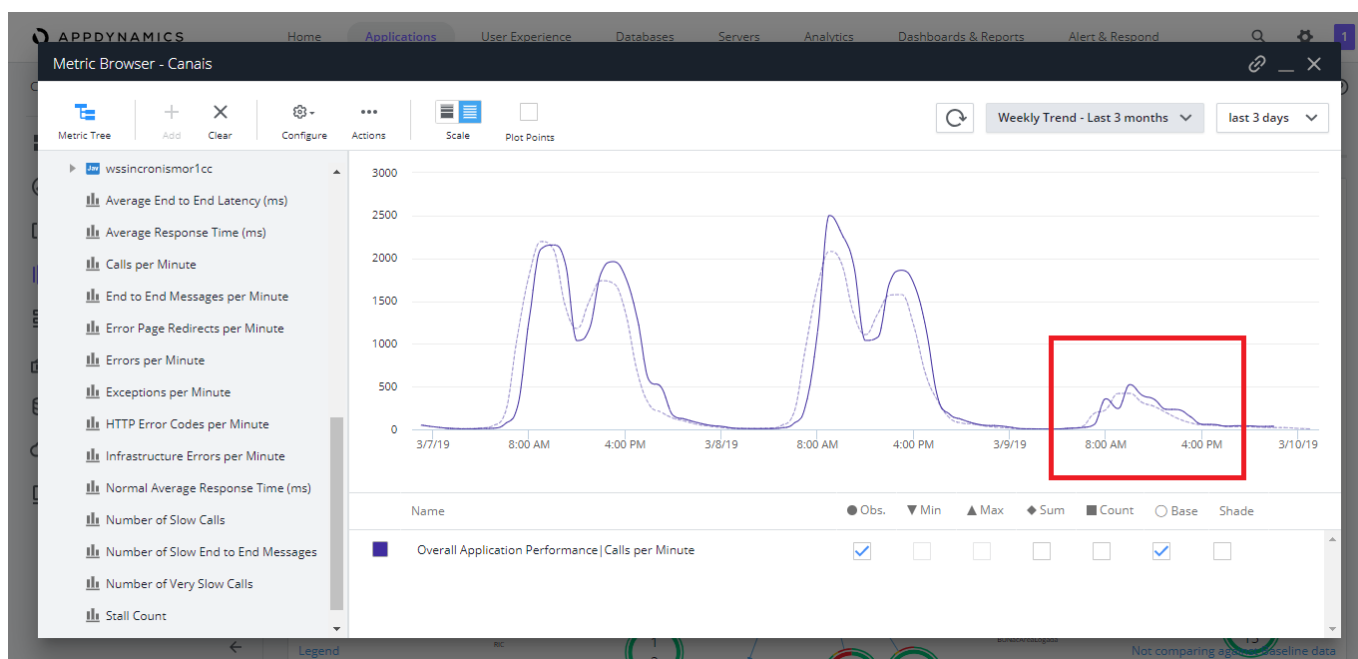 APPDYNAMICS Home Applications User Experience Databases Servers Analytics Dashboards & Reports Alert & Respond 1
Metric Browser - Canais
Metric Tree Add Clear Configure Actions Scale Plot Points Weekly Trend - Last 3 months last 3 days
wssincronismor1cc
Average End to End Latency (ms)
Average Response Time (ms)
Calls per Minute
End to End Messages per Minute
Error Page Redirects per Minute
Errors per Minute
Exceptions per Minute
HTTP Error Codes per Minute
Infrastructure Errors per Minute
Normal Average Response Time (ms)
Number of Slow Calls
Number of Slow End to End Messages
Number of Very Slow Calls
Stall Count
3000
2500
2000
1500
1000
500
0
3/7/19 8:00 AM 4:00 PM 3/8/19 8:00 AM 4:00 PM 3/9/19 8:00 AM 4:00 PM 3/10/19
Name Obs. Min Max Sum Count Base Shade
Overall Application Performance|Calls per Minute
Legend RIC Not comparing against baseline data